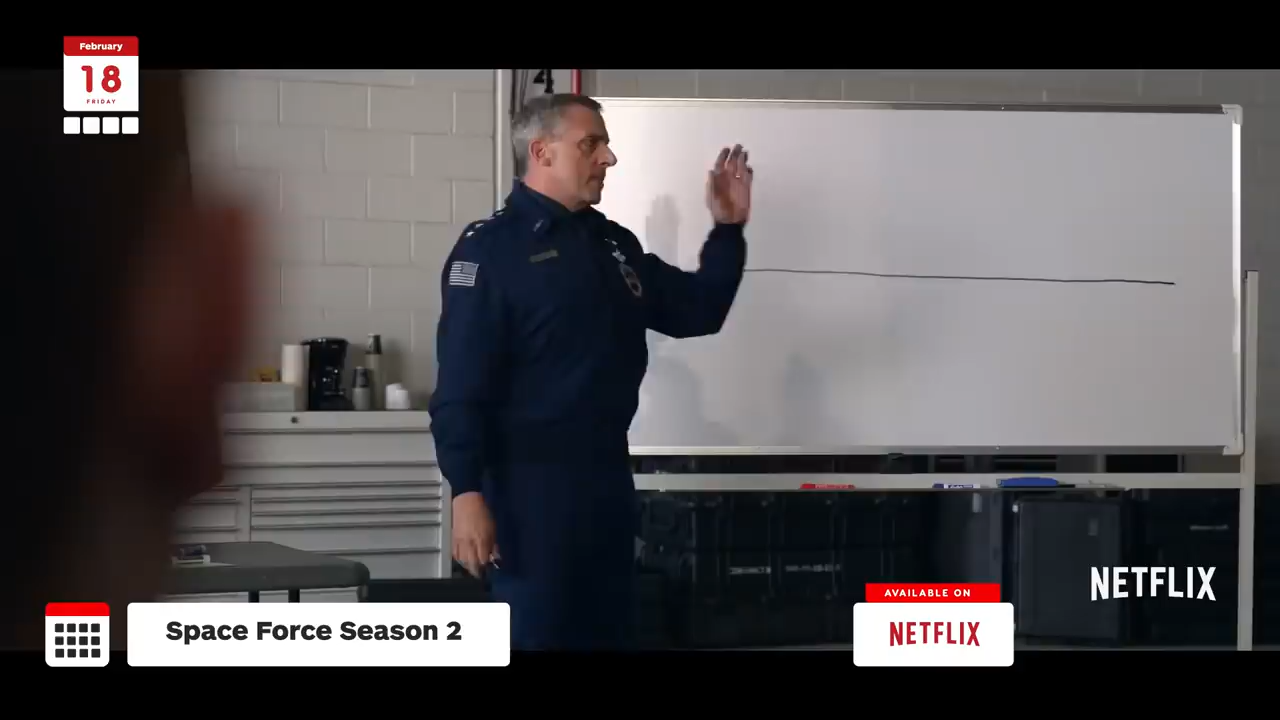 February
18
FRIDAY
NETFLIX
AVAILABLE ON
Space Force Season 2
NETFLIX